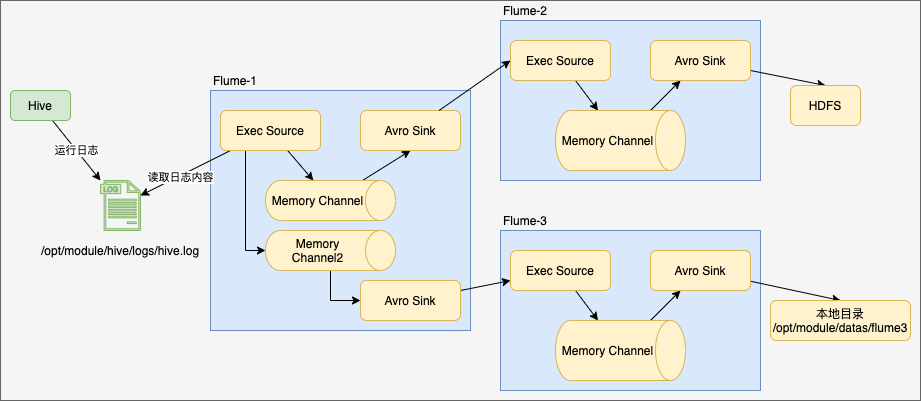 Flume-2
Exec Source
Avro Sink
Memory Channel
HDFS
Flume-1
Hive
运行日志
Exec Source
Avro Sink
读取日志内容
LOG
Memory Channel
/opt/module/hive/logs/hive.log
Memory
Channel2
Avro Sink
Flume-3
Exec Source
Avro Sink
Memory Channel
本地目录
/opt/module/datas/flume3